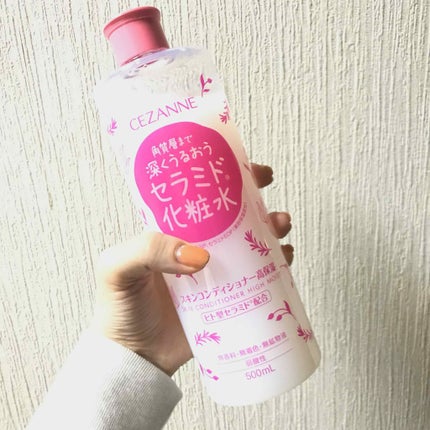 CEZANNE
角質層まで
深くうるおう
セラミド
化粧水
スキンコンディショナー高保湿
SKIN CONDITIONER HIGH MOIST
ヒト型セラミド配合
無香料・無着色・無鉱物油
弱酸性
500mL